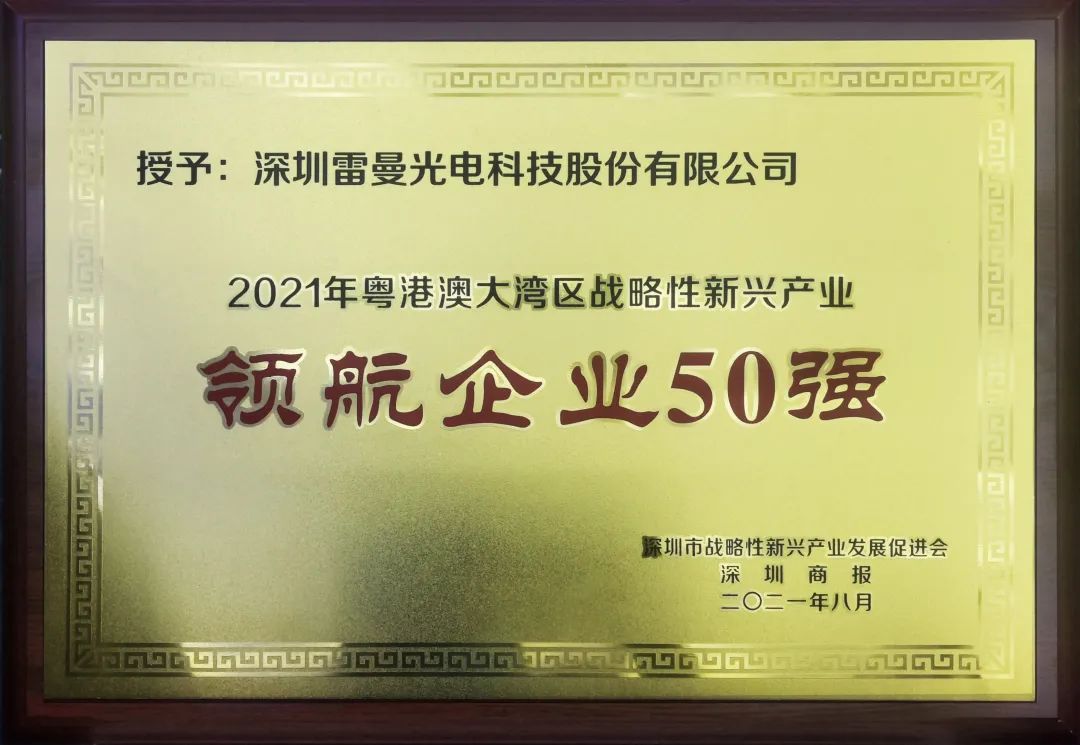 授予：深圳雷曼光电科技股份有限公司
2021年粤港澳大湾区战略性新兴产业
领航企业50强
深圳市战略性新兴产业发展促进会
深圳商报
二〇二一年八月